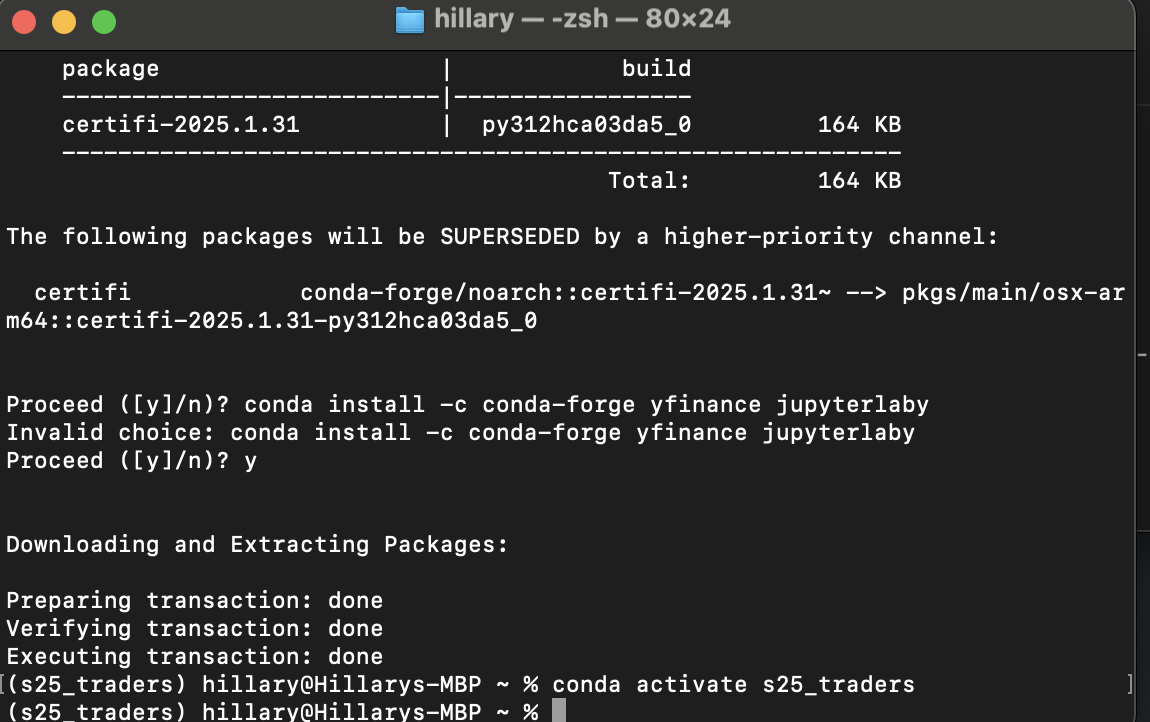 hillary — -zsh — 80×24
package | build
---------------------------|-----------------
certifi-2025.1.31 | py312hca03da5_0 164 KB
------------------------------------------------------------
Total: 164 KB
The following packages will be SUPERSEDED by a higher-priority channel:
certifi conda-forge/noarch::certifi-2025.1.31~ --> pkgs/main/osx-ar
m64::certifi-2025.1.31-py312hca03da5_0
Proceed ([y]/n)? conda install -c conda-forge yfinance jupyterlaby
Invalid choice: conda install -c conda-forge yfinance jupyterlaby
Proceed ([y]/n)? y
Downloading and Extracting Packages:
Preparing transaction: done
Verifying transaction: done
Executing transaction: done
[(s25_traders) hillary@Hillarys-MBP ~ % conda activate s25_traders ]
(s25_traders) hillary@Hillarys-MBP ~ %